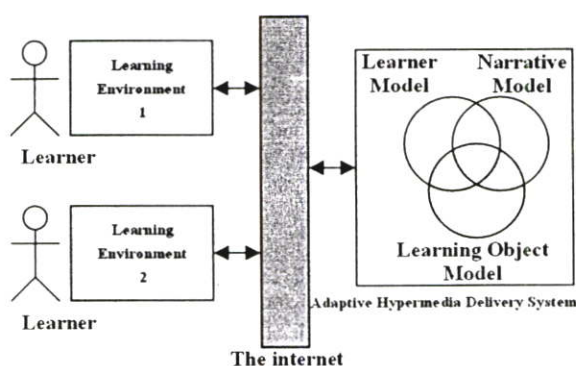 Learning
Environment
1
Learner
Learning
Environment
2
Learner
The internet
Learner
Model
Narrative
Model
Learning Object
Model
Adaptive Hypermedia Delivery System